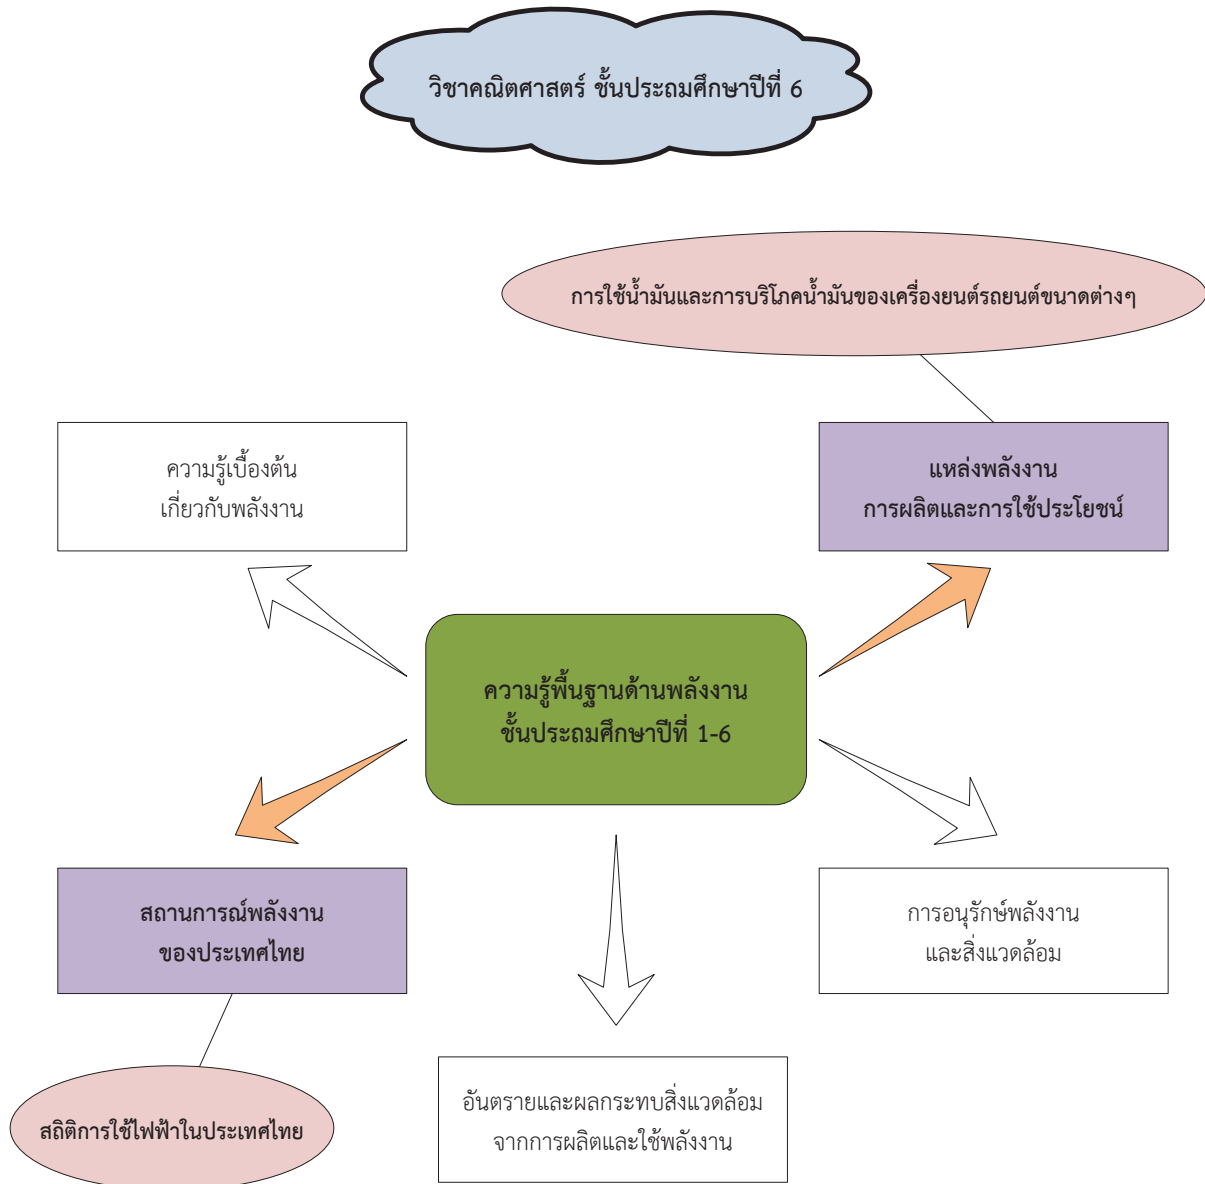 วิชาคณิตศาสตร์ ชั้นประถมศึกษาปีที่ 6
การใช้น้ำมันและการบริโภคน้ำมันของเครื่องยนต์รถยนต์ขนาดต่างๆ
ความรู้เบื้องต้น
เกี่ยวกับพลังงาน
แหล่งพลังงาน
การผลิตและการใช้ประโยชน์
ความรู้พื้นฐานด้านพลังงาน
ชั้นประถมศึกษาปีที่ 1-6
สถานการณ์พลังงาน
ของประเทศไทย
การอนุรักษ์พลังงาน
และสิ่งแวดล้อม
สถิติการใช้ไฟฟ้าในประเทศไทย
อันตรายและผลกระทบสิ่งแวดล้อม
จากการผลิตและใช้พลังงาน